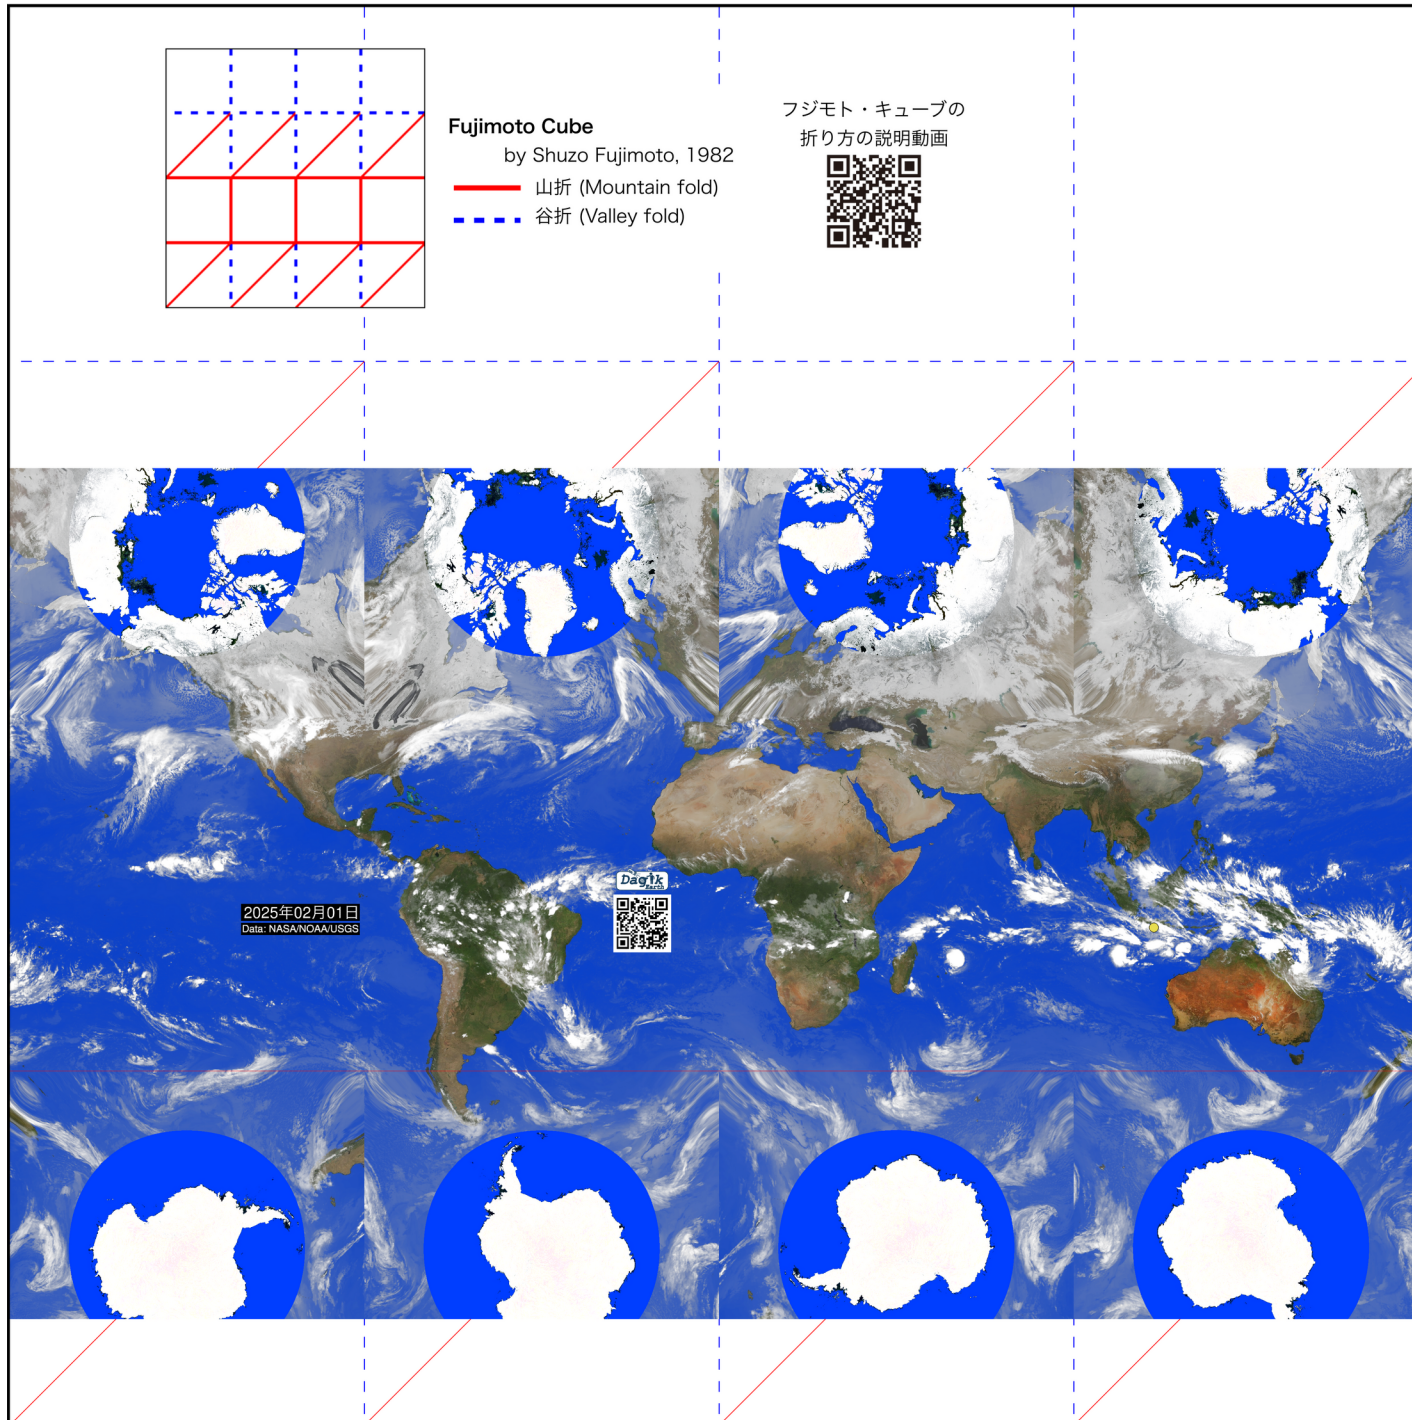 Fujimoto Cube
by Shuzo Fujimoto, 1982
山折 (Mountain fold)
谷折 (Valley fold)
フジモト・キューブの
折り方の説明動画
Dagik
Earth
2025年02月01日
Data: NASA/NOAA/USGS